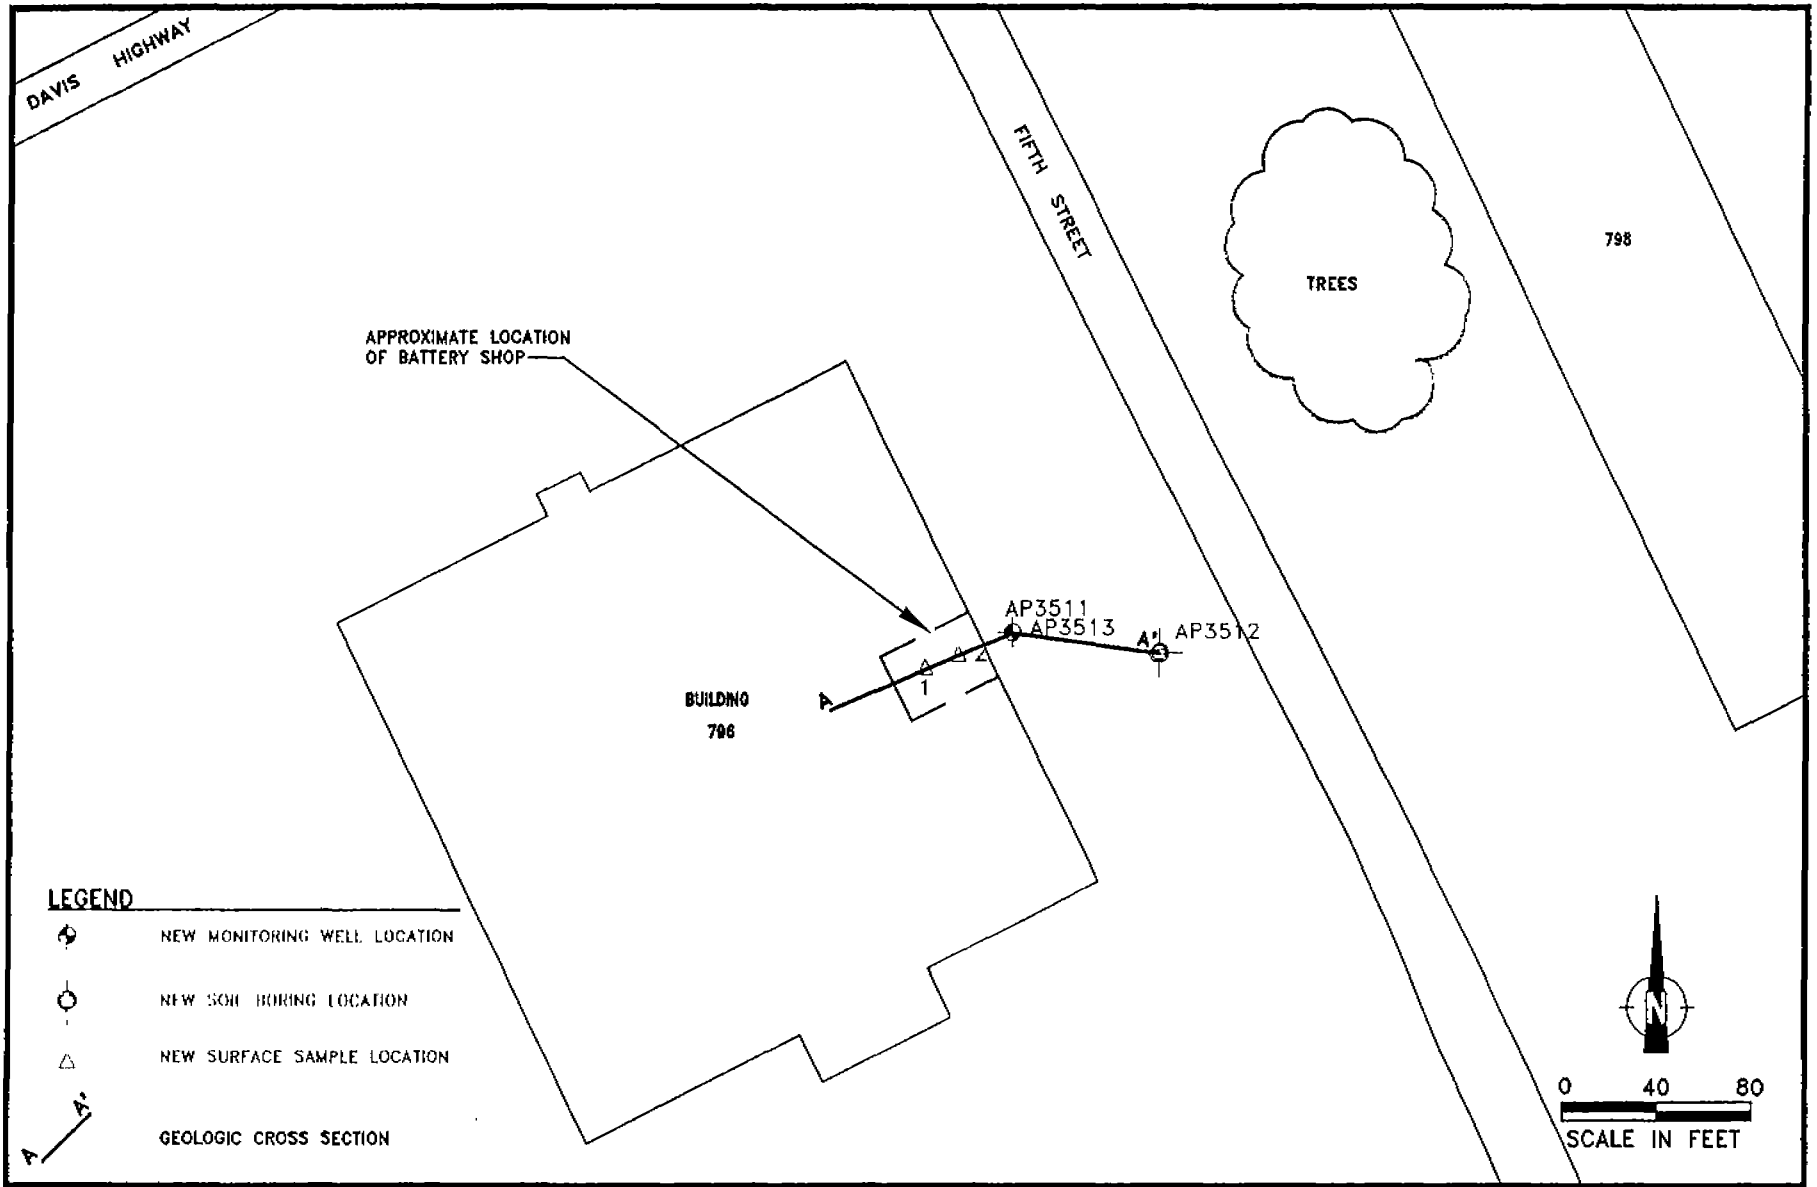 DAVIS HIGHWAY
FIFTH STREET
TREES
798
APPROXIMATE LOCATION
OF BATTERY SHOP
AP3511
AP3513
A'
AP3512
2
1
A
BUILDING
796
LEGEND
NEW MONITORING WELL LOCATION
NEW SOIL BORING LOCATION
NEW SURFACE SAMPLE LOCATION
A'
A
GEOLOGIC CROSS SECTION
N
0 40 80
SCALE IN FEET